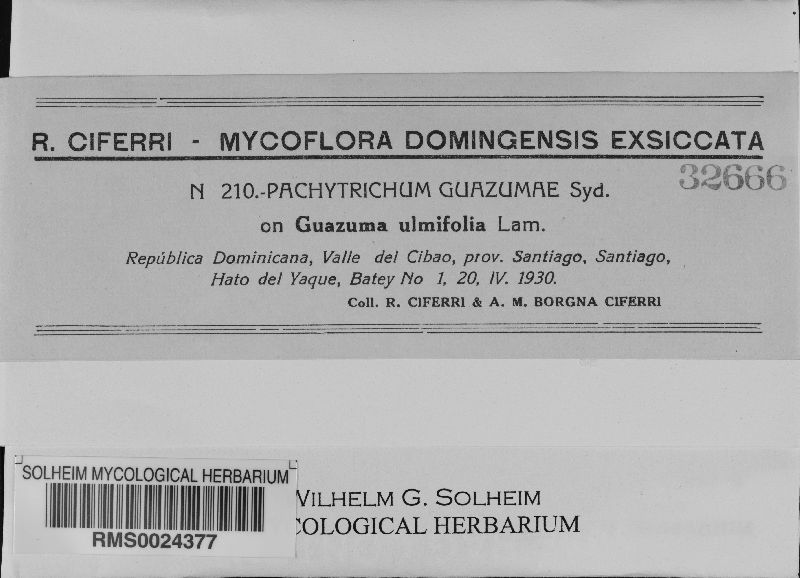 R. CIFERRI - MYCOFLORA DOMINGENSIS EXSICCATA
N 210.-PACHYTRICHUM GUAZUMAE Syd.
32666
on Guazuma ulmifolia Lam.
República Dominicana, Valle del Cibao, prov. Santiago, Santiago,
Hato del Yaque, Batey No 1, 20, IV. 1930.
Coll. R. CIFERRI & A. M. BORGNA CIFERRI
SOLHEIM MYCOLOGICAL HERBARIUM
RMS0024377
WILHELM G. SOLHEIM
COLOGICAL HERBARIUM